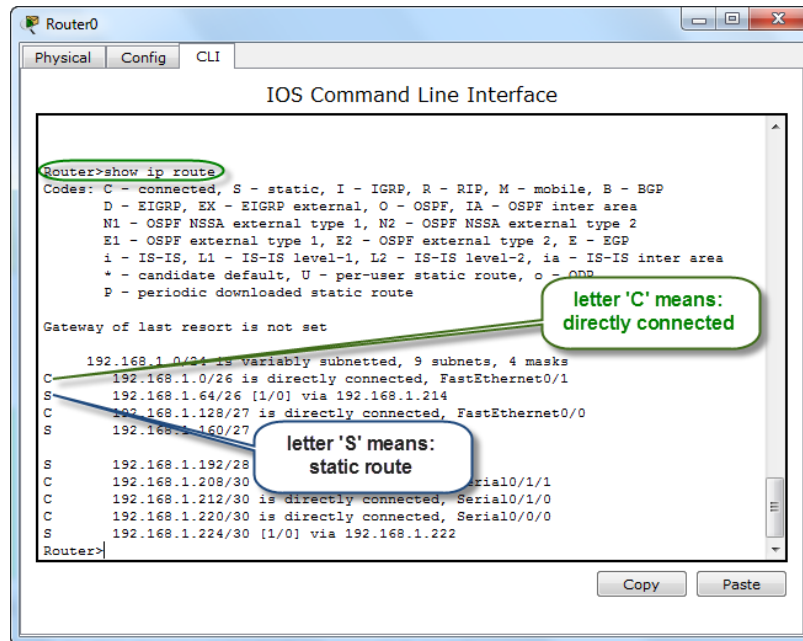 Router0
Physical Config CLI
IOS Command Line Interface
Router>show ip route
Codes: C - connected, S - static, I - IGRP, R - RIP, M - mobile, B - BGP
D - EIGRP, EX - EIGRP external, O - OSPF, IA - OSPF inter area
N1 - OSPF NSSA external type 1, N2 - OSPF NSSA external type 2
E1 - OSPF external type 1, E2 - OSPF external type 2, E - EGP
i - IS-IS, L1 - IS-IS level-1, L2 - IS-IS level-2, ia - IS-IS inter area
* - candidate default, U - per-user static route, o - ODR
P - periodic downloaded static route
letter 'C' means:
directly connected
Gateway of last resort is not set
192.168.1.0/24 is variably subnetted, 9 subnets, 4 masks
C 192.168.1.0/26 is directly connected, FastEthernet0/1
S 192.168.1.64/26 [1/0] via 192.168.1.214
C 192.168.1.128/27 is directly connected, FastEthernet0/0
S 192.168.1.160/27
letter 'S' means:
static route
S 192.168.1.192/28
C 192.168.1.208/30 Serial0/1/1
C 192.168.1.212/30 is directly connected, Serial0/1/0
C 192.168.1.220/30 is directly connected, Serial0/0/0
S 192.168.1.224/30 [1/0] via 192.168.1.222
Router>
Copy Paste